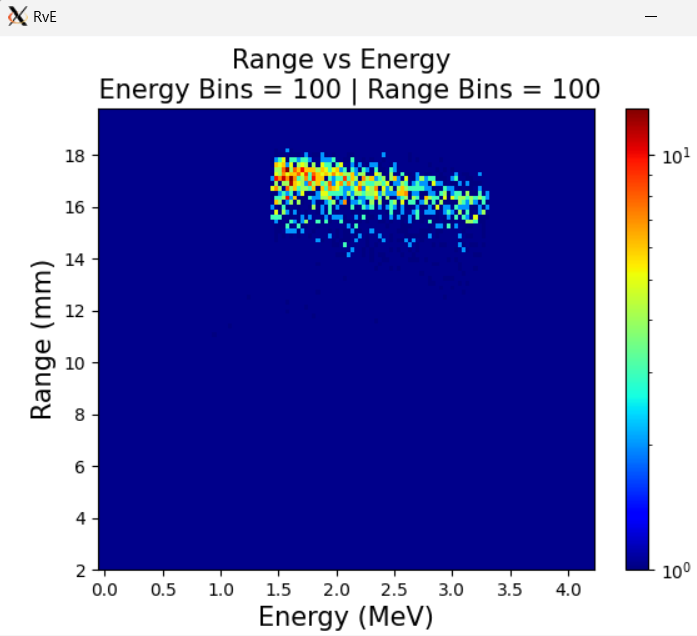 RvE
Range vs Energy
Energy Bins = 100 | Range Bins = 100
18
16
14
12
10
8
6
4
2
Range (mm)
0.0 0.5 1.0 1.5 2.0 2.5 3.0 3.5 4.0
Energy (MeV)
10¹
10⁰